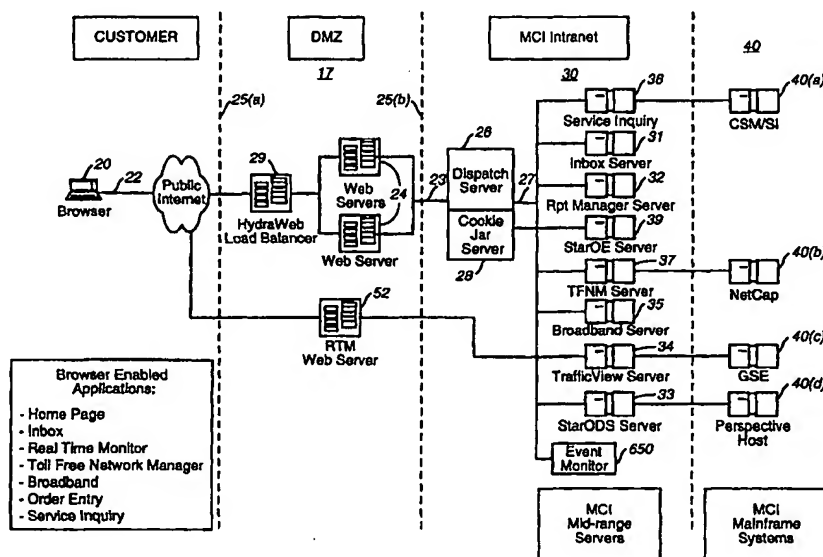 CUSTOMER
DMZ
MCI Intranet
40
17
30
25(a)
25(b)
38
40(a)
Service Inquiry
CSM/SI
31
Inbox Server
32
Rpt Manager Server
39
StarOE Server
37
40(b)
TFNM Server
NetCap
35
Broadband Server
34
40(c)
TrafficView Server
GSE
33
40(d)
StarODS Server
Perspective
Host
Event
Monitor
650
20
22
Browser
Public
Internet
29
HydraWeb
Load Balancer
Web
Servers
24
Web Server
23
26
Dispatch
Server
27
Cookie
Jar
Server
28
52
RTM
Web Server
Browser Enabled
Applications:
- Home Page
- Inbox
- Real Time Monitor
- Toll Free Network Manager
- Broadband
- Order Entry
- Service Inquiry
MCI
Mid-range
Servers
MCI
Mainframe
Systems